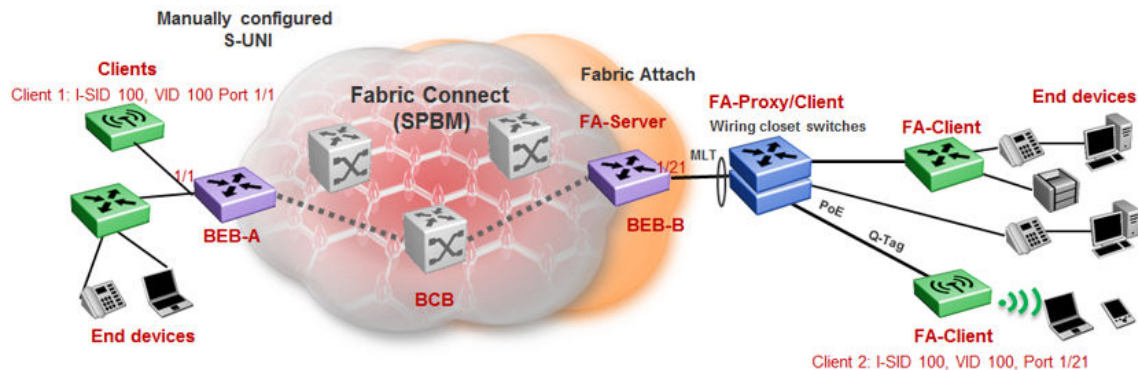 Manually configured
S-UNI
Clients
Client 1: I-SID 100, VID 100 Port 1/1
1/1
BEB-A
End devices
Fabric Connect
(SPBM)
BCB
Fabric Attach
FA-Server
1/21
BEB-B
MLT
FA-Proxy/Client
Wiring closet switches
PoE
Q-Tag
End devices
FA-Client
FA-Client
Client 2: I-SID 100, VID 100, Port 1/21